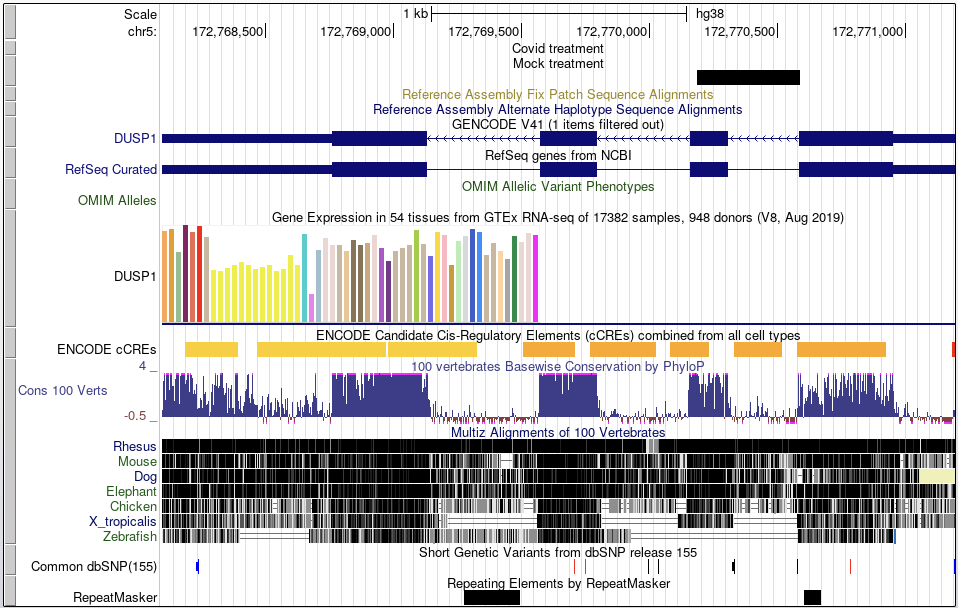 Scale 1 kb hg38
chr5: 172,768,500 172,769,000 172,769,500 172,770,000 172,770,500 172,771,000
Covid treatment
Mock treatment
Reference Assembly Fix Patch Sequence Alignments
Reference Assembly Alternate Haplotype Sequence Alignments
GENCODE V41 (1 items filtered out)
DUSP1
RefSeq genes from NCBI
RefSeq Curated
OMIM Allelic Variant Phenotypes
OMIM Alleles
Gene Expression in 54 tissues from GTEx RNA-seq of 17382 samples, 948 donors (V8, Aug 2019)
DUSP1
ENCODE Candidate Cis-Regulatory Elements (cCREs) combined from all cell types
ENCODE cCREs
100 vertebrates Basewise Conservation by PhyloP
4 _
Cons 100 Verts
-0.5 _
Multiz Alignments of 100 Vertebrates
Rhesus
Mouse
Dog
Elephant
Chicken
X_tropicalis
Zebrafish
Short Genetic Variants from dbSNP release 155
Common dbSNP(155)
Repeating Elements by RepeatMasker
RepeatMasker